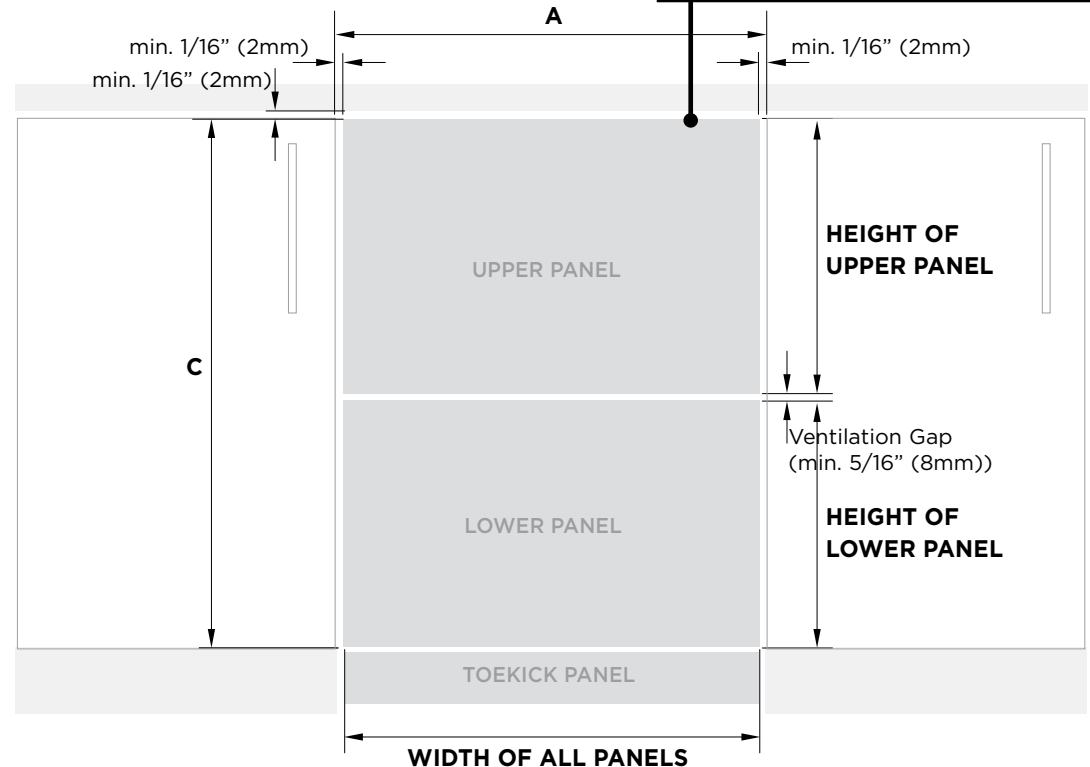 A
min. 1/16” (2mm)
min. 1/16” (2mm)
min. 1/16” (2mm)
UPPER PANEL
HEIGHT OF
UPPER PANEL
C
Ventilation Gap
(min. 5/16” (8mm))
LOWER PANEL
HEIGHT OF
LOWER PANEL
TOEKICK PANEL
WIDTH OF ALL PANELS